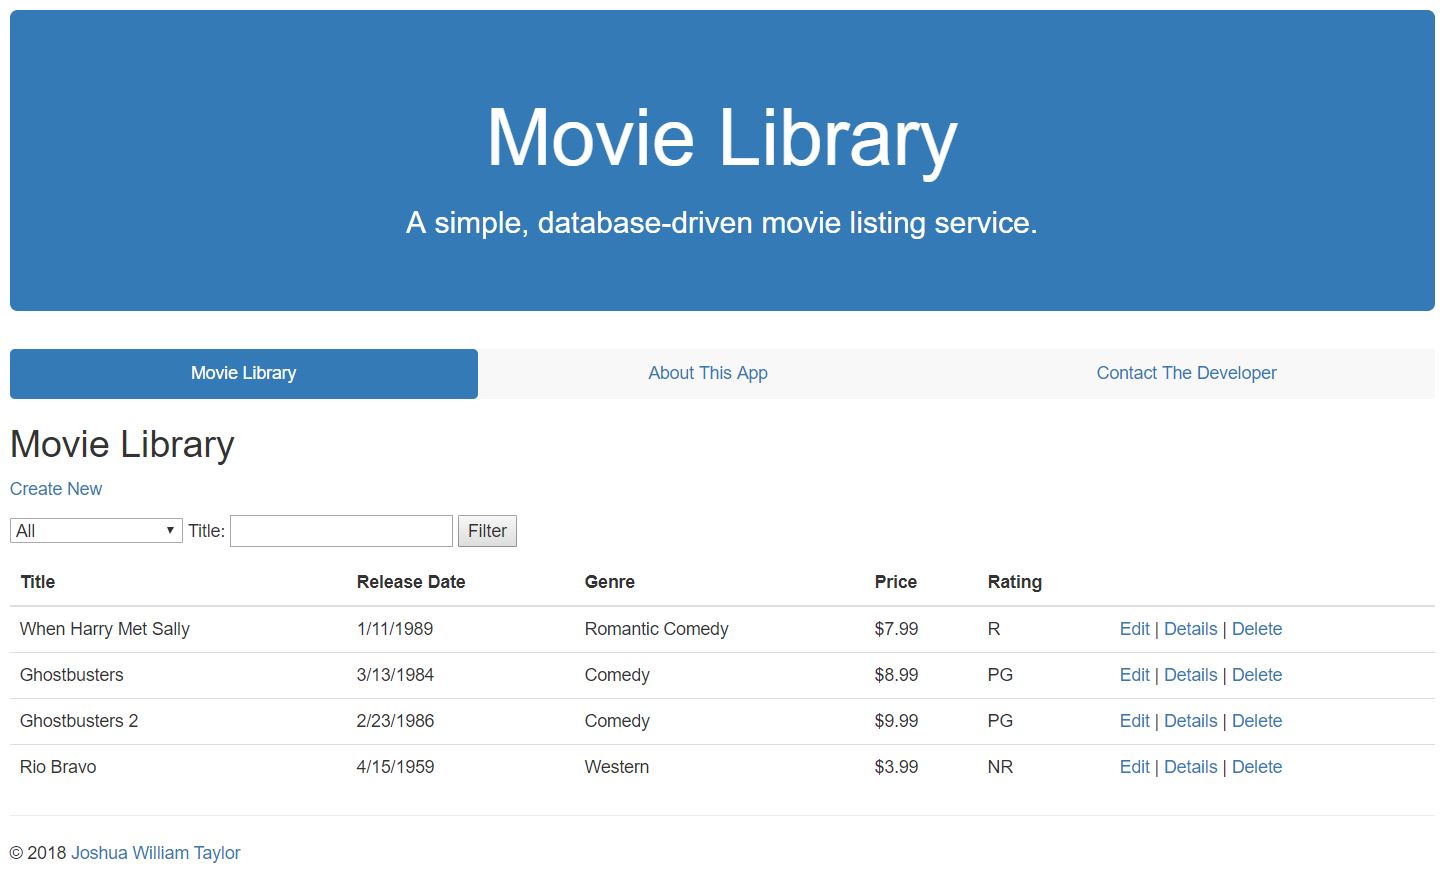 Movie Library
A simple, database-driven movie listing service.
Movie Library About This App Contact The Developer
Movie Library
Create New
All Title: Filter
Title Release Date Genre Price Rating
When Harry Met Sally 1/11/1989 Romantic Comedy $7.99 R Edit | Details | Delete
Ghostbusters 3/13/1984 Comedy $8.99 PG Edit | Details | Delete
Ghostbusters 2 2/23/1986 Comedy $9.99 PG Edit | Details | Delete
Rio Bravo 4/15/1959 Western $3.99 NR Edit | Details | Delete
© 2018 Joshua William Taylor